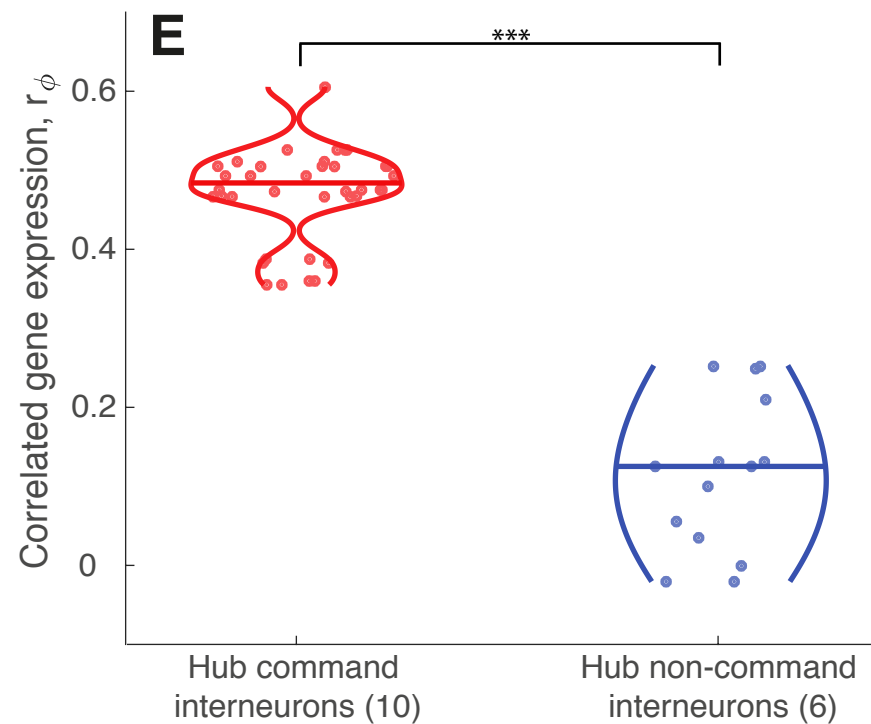 E
***
Correlated gene expression, rϕ
0.6
0.4
0.2
0
Hub command
interneurons (10)
Hub non-command
interneurons (6)